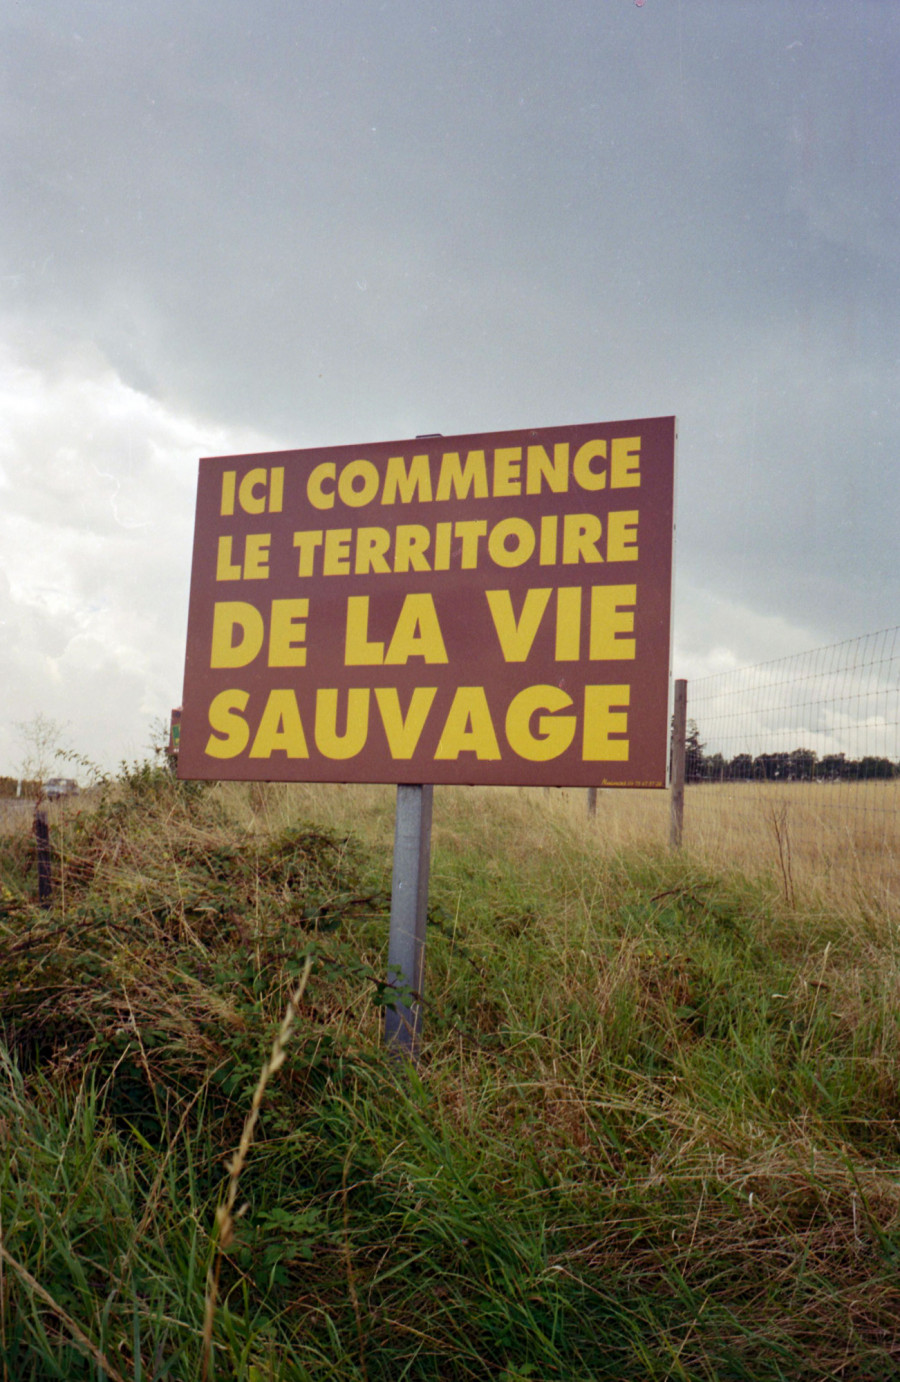 ICI COMMENCE
LE TERRITOIRE
DE LA VIE
SAUVAGE